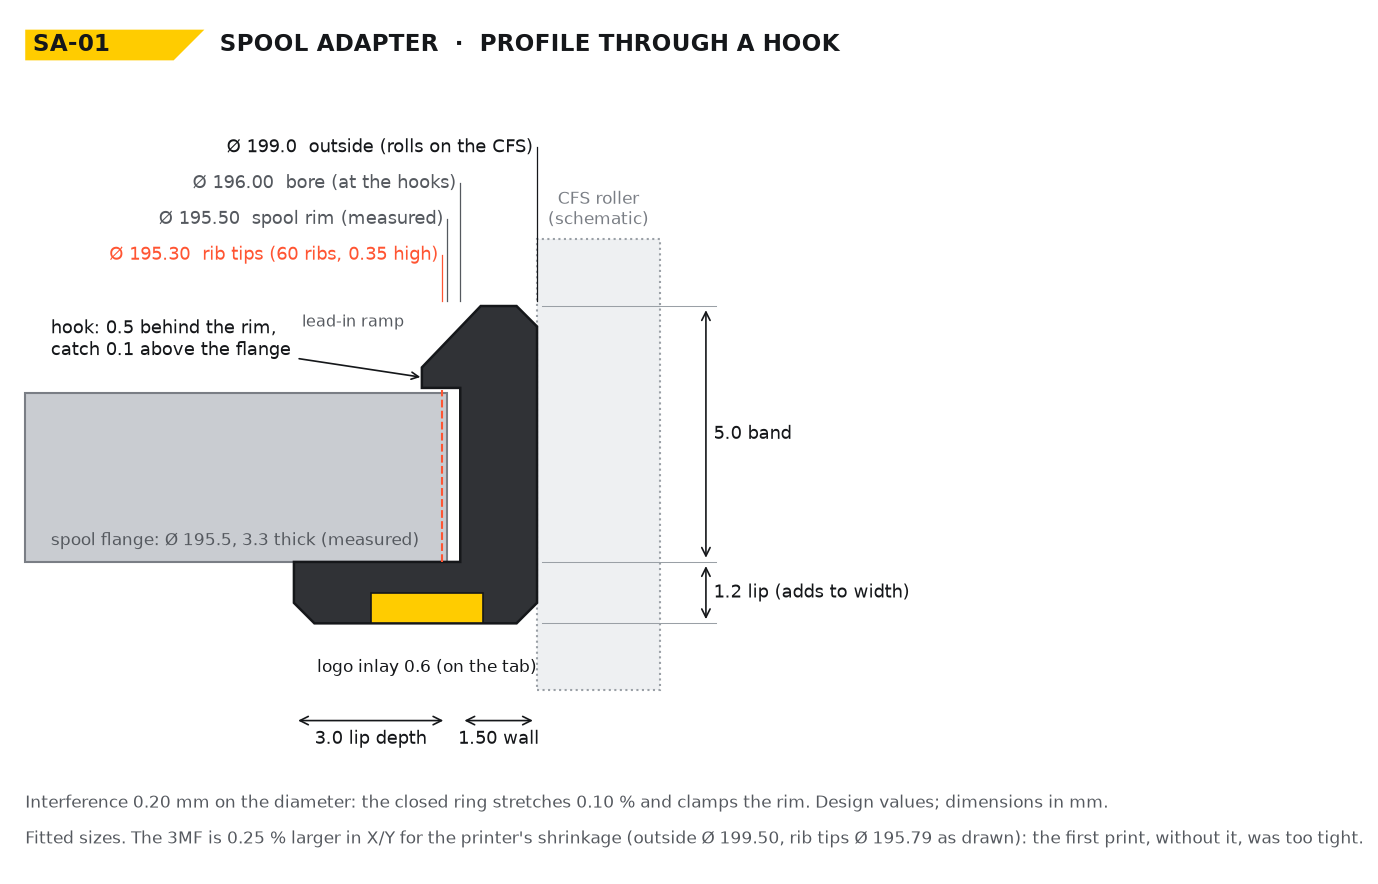 SA-01
SPOOL ADAPTER · PROFILE THROUGH A HOOK
Ø 199.0 outside (rolls on the CFS)
Ø 196.00 bore (at the hooks)
Ø 195.50 spool rim (measured)
Ø 195.30 rib tips (60 ribs, 0.35 high)
CFS roller
(schematic)
lead-in ramp
hook: 0.5 behind the rim,
catch 0.1 above the flange
5.0 band
spool flange: Ø 195.5, 3.3 thick (measured)
1.2 lip (adds to width)
logo inlay 0.6 (on the tab)
3.0 lip depth
1.50 wall
Interference 0.20 mm on the diameter: the closed ring stretches 0.10 % and clamps the rim. Design values; dimensions in mm.
Fitted sizes. The 3MF is 0.25 % larger in X/Y for the printer's shrinkage (outside Ø 199.50, rib tips Ø 195.79 as drawn): the first print, without it, was too tight.